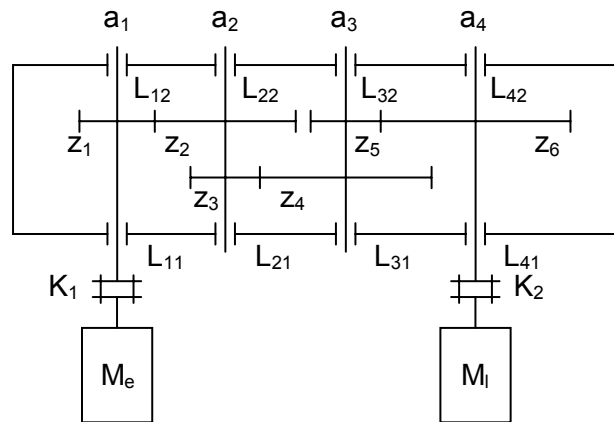 a₁ a₂ a₃ a₄
L₁₂ L₂₂ L₃₂ L₄₂
z₁ z₂ z₅ z₆
z₃ z₄
L₁₁ L₂₁ L₃₁ L₄₁
K₁ K₂
Mₑ Mₗ